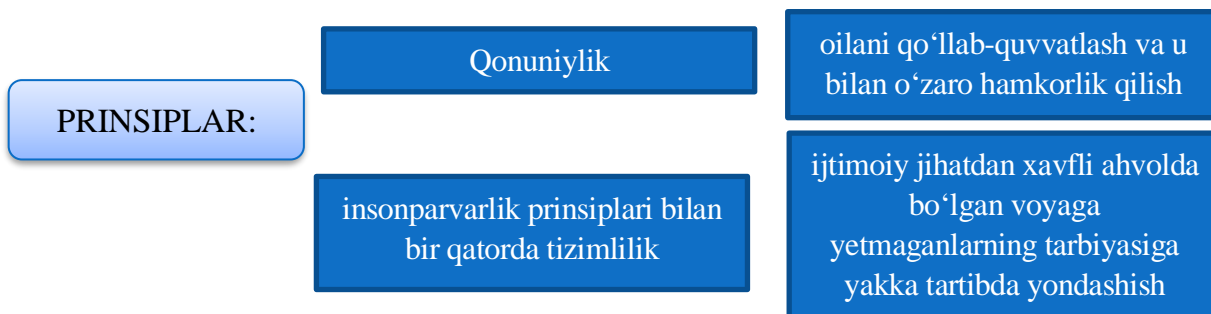 PRINSIPLAR:
Qonuniylik
oilani qo‘llab-quvvatlash va u
bilan o‘zaro hamkorlik qilish
insonparvarlik prinsiplari bilan
bir qatorda tizimlilik
ijtimoiy jihatdan xavfli ahvolda
bo‘lgan voyaga
yetmaganlarning tarbiyasiga
yakka tartibda yondashish